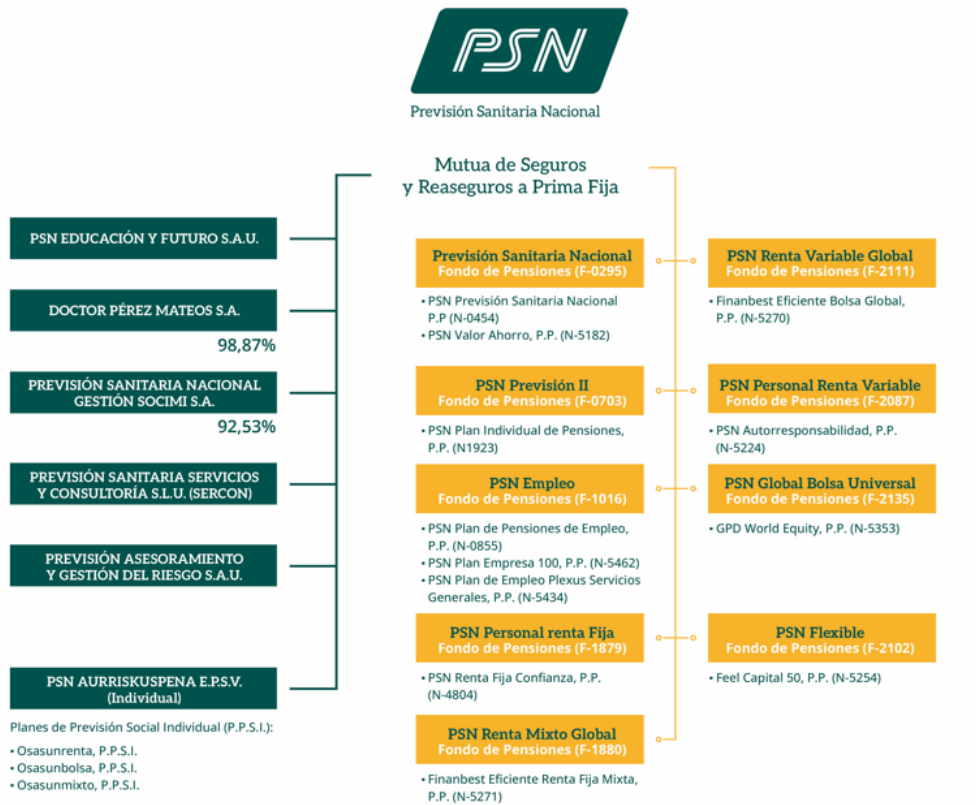 PSN
Previsión Sanitaria Nacional
Mutua de Seguros
y Reaseguros a Prima Fija
PSN EDUCACIÓN Y FUTURO S.A.U.
DOCTOR PÉREZ MATEOS S.A.
98,87%
PREVISIÓN SANITARIA NACIONAL
GESTIÓN SOCIMI S.A.
92,53%
PREVISIÓN SANITARIA SERVICIOS
Y CONSULTORÍA S.L.U. (SERCON)
PREVISIÓN ASESORAMIENTO
Y GESTIÓN DEL RIESGO S.A.U.
PSN AURRISKUSPENA E.P.S.V.
(Individual)
Planes de Previsión Social Individual (P.P.S.I.):
• Osasunrenta, P.P.S.I.
• Osasunbolsa, P.P.S.I.
• Osasunmixto, P.P.S.I.
Previsión Sanitaria Nacional
Fondo de Pensiones (F-0295)
• PSN Previsión Sanitaria Nacional
P.P (N-0454)
• PSN Valor Ahorro, P.P. (N-5182)
PSN Previsión II
Fondo de Pensiones (F-0703)
• PSN Plan Individual de Pensiones,
P.P. (N1923)
PSN Empleo
Fondo de Pensiones (F-1016)
• PSN Plan de Pensiones de Empleo,
P.P. (N-0855)
• PSN Plan Empresa 100, P.P. (N-5462)
• PSN Plan de Empleo Plexus Servicios
Generales, P.P. (N-5434)
PSN Personal renta Fija
Fondo de Pensiones (F-1879)
• PSN Renta Fija Confianza, P.P.
(N-4804)
PSN Renta Mixto Global
Fondo de Pensiones (F-1880)
• Finanbest Eficiente Renta Fija Mixta,
P.P. (N-5271)
PSN Renta Variable Global
Fondo de Pensiones (F-2111)
• Finanbest Eficiente Bolsa Global,
P.P. (N-5270)
PSN Personal Renta Variable
Fondo de Pensiones (F-2087)
• PSN Autorresponsabilidad, P.P.
(N-5224)
PSN Global Bolsa Universal
Fondo de Pensiones (F-2135)
• GPD World Equity, P.P. (N-5353)
PSN Flexible
Fondo de Pensiones (F-2102)
• Feel Capital 50, P.P. (N-5254)